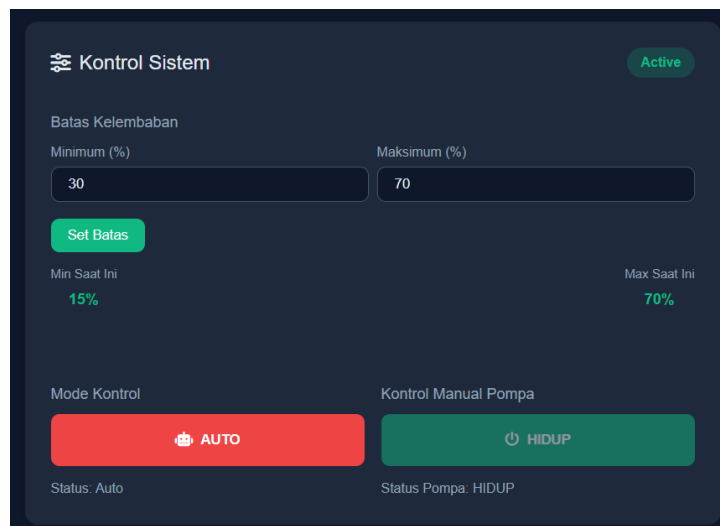 Kontrol Sistem
Active
Batas Kelembaban
Minimum (%)
Maksimum (%)
30
70
Set Batas
Min Saat Ini
Max Saat Ini
15%
70%
Mode Kontrol
Kontrol Manual Pompa
AUTO
HIDUP
Status: Auto
Status Pompa: HIDUP